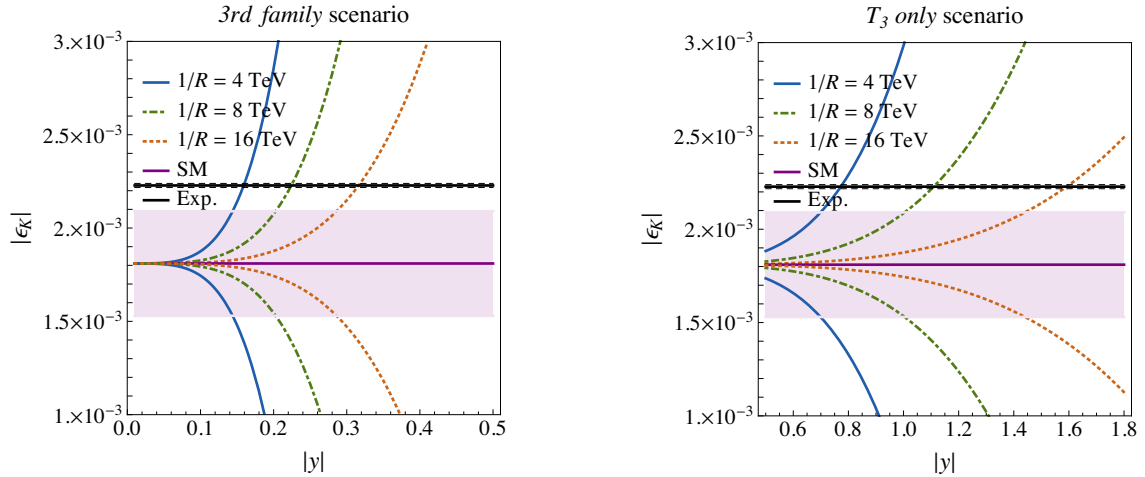 3rd family scenario
3.×10⁻³
2.5×10⁻³
2.×10⁻³
1.5×10⁻³
1.×10⁻³
|ϵ_K|
1/R = 4 TeV
1/R = 8 TeV
1/R = 16 TeV
SM
Exp.
0.0 0.1 0.2 0.3 0.4 0.5
|y|
T₃ only scenario
3.×10⁻³
2.5×10⁻³
2.×10⁻³
1.5×10⁻³
1.×10⁻³
|ϵ_K|
1/R = 4 TeV
1/R = 8 TeV
1/R = 16 TeV
SM
Exp.
0.6 0.8 1.0 1.2 1.4 1.6 1.8
|y|